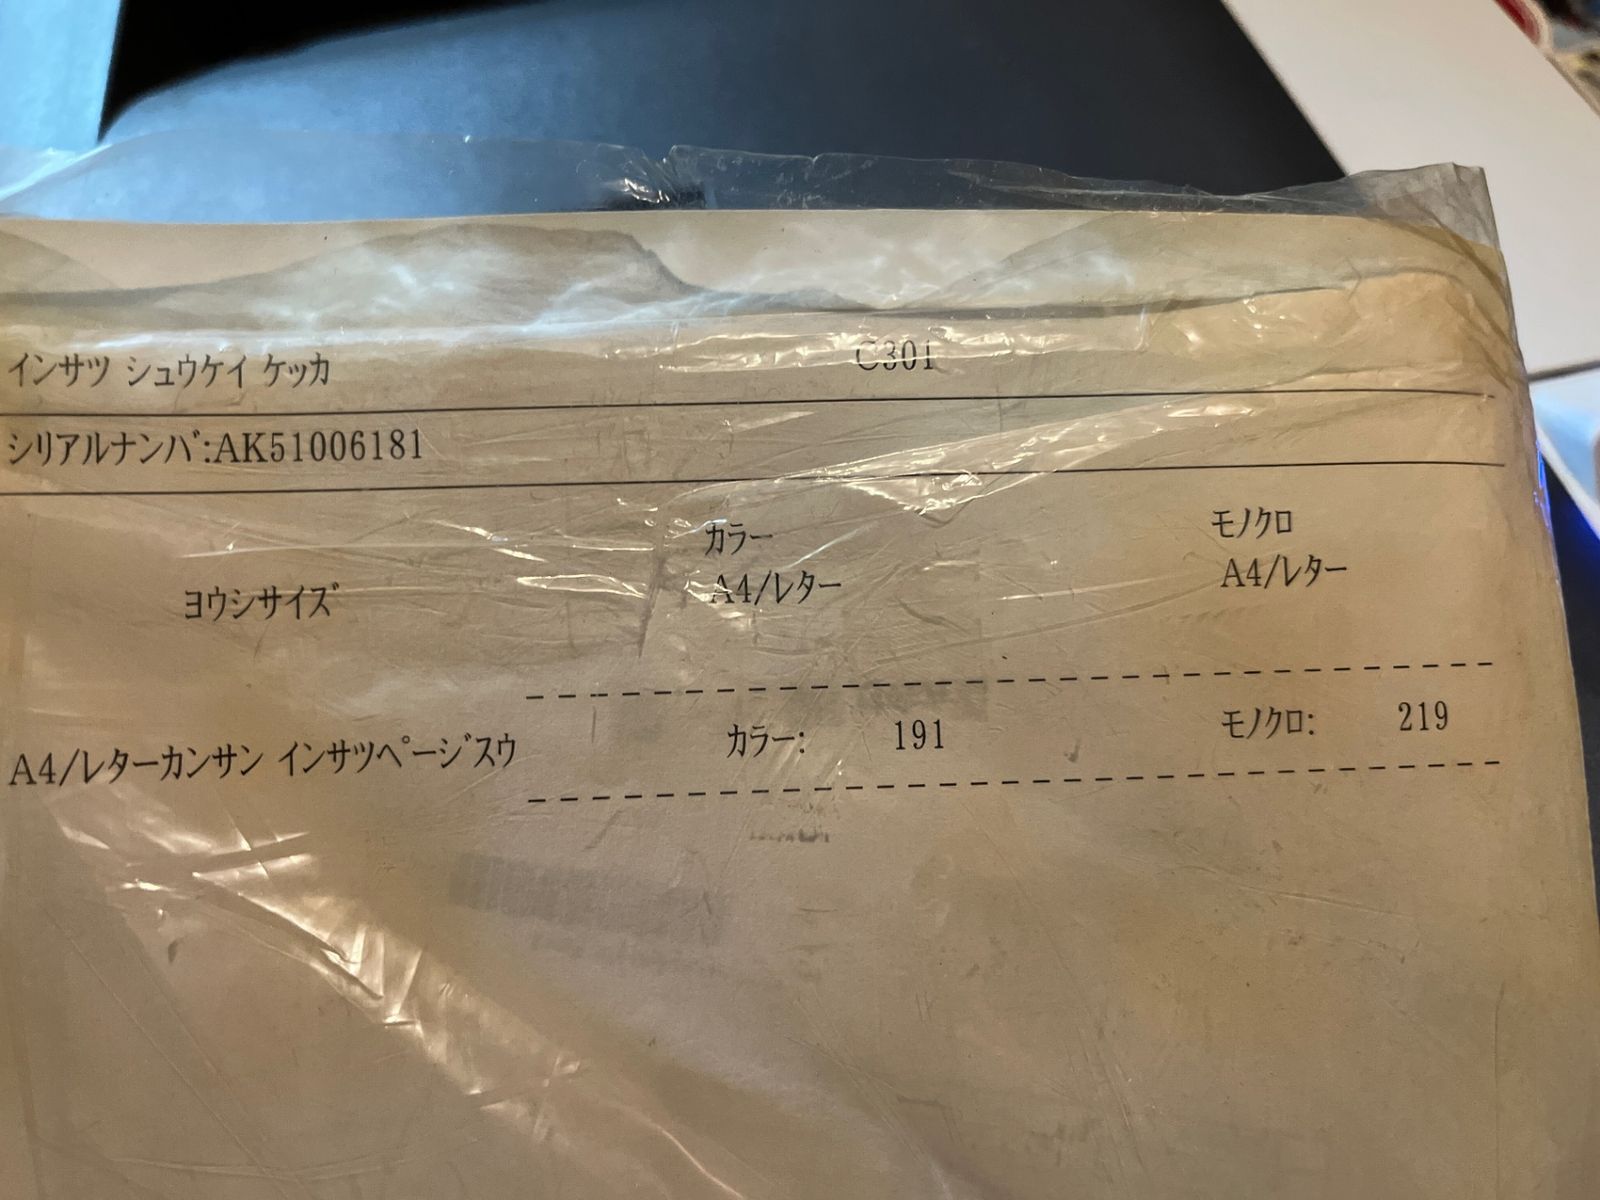 インサツ シュウケイ ケッカ C301
シリアルナンバ:AK51006181
カラー モノクロ
ヨウシサイズ A4/レター A4/レター
A4/レターカンサン インサツページスウ カラー: 191 モノクロ: 219